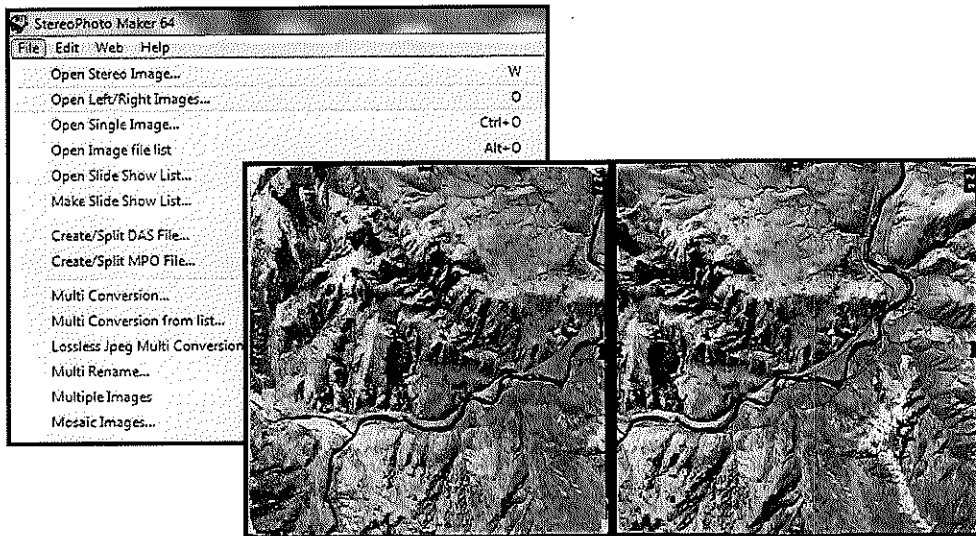 StereoPhoto Maker 64
File Edit Web Help
Open Stereo Image... W
Open Left/Right Images... O
Open Single Image... Ctrl+O
Open Image file list Alt+O
Open Slide Show List...
Make Slide Show List...
Create/Split DAS File...
Create/Split MPO File...
Multi Conversion...
Multi Conversion from list...
Lossless Jpeg Multi Conversion
Multi Rename...
Multiple Images
Mosaic Images...